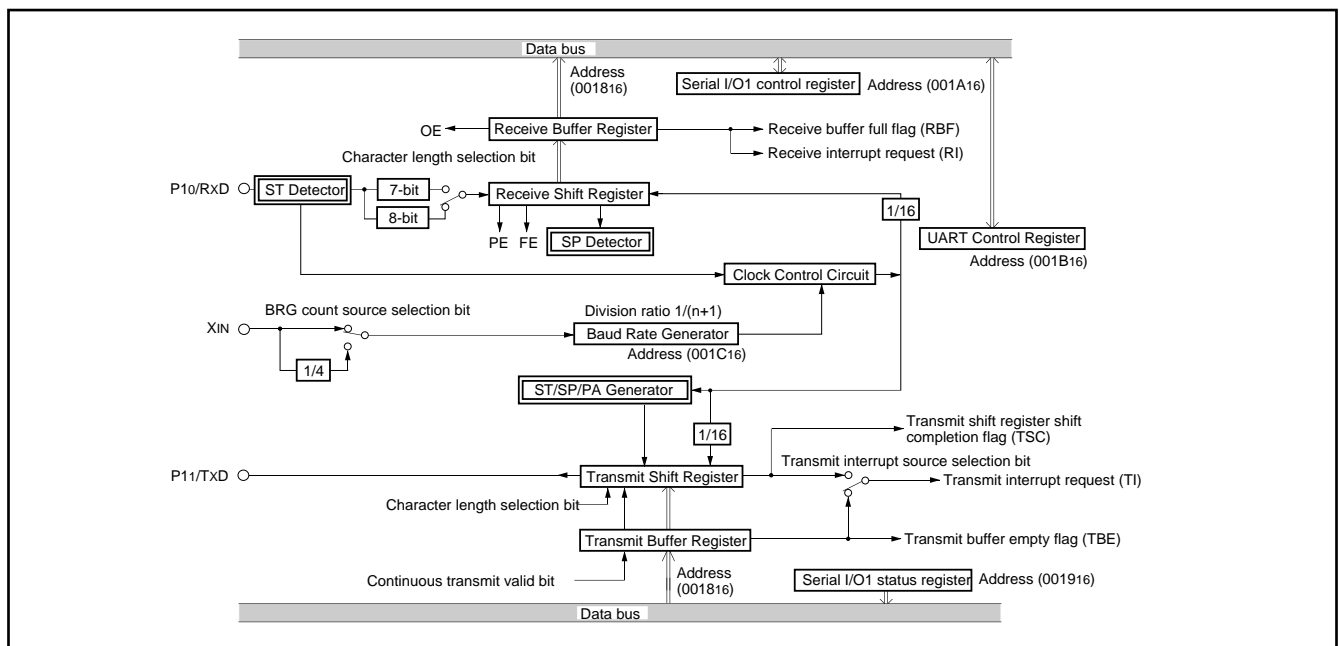 Data bus
Address
(001816)
Serial I/O1 control register
Address (001A16)
OE
Receive Buffer Register
Receive buffer full flag (RBF)
Receive interrupt request (RI)
Character length selection bit
P10/RXD
ST Detector
7-bit
8-bit
Receive Shift Register
1/16
PE
FE
SP Detector
UART Control Register
Address (001B16)
Clock Control Circuit
BRG count source selection bit
Division ratio 1/(n+1)
XIN
Baud Rate Generator
Address (001C16)
1/4
ST/SP/PA Generator
1/16
Transmit shift register shift
completion flag (TSC)
Transmit interrupt source selection bit
P11/TXD
Transmit Shift Register
Transmit interrupt request (TI)
Character length selection bit
Transmit Buffer Register
Transmit buffer empty flag (TBE)
Continuous transmit valid bit
Address
(001816)
Serial I/O1 status register
Address (001916)
Data bus